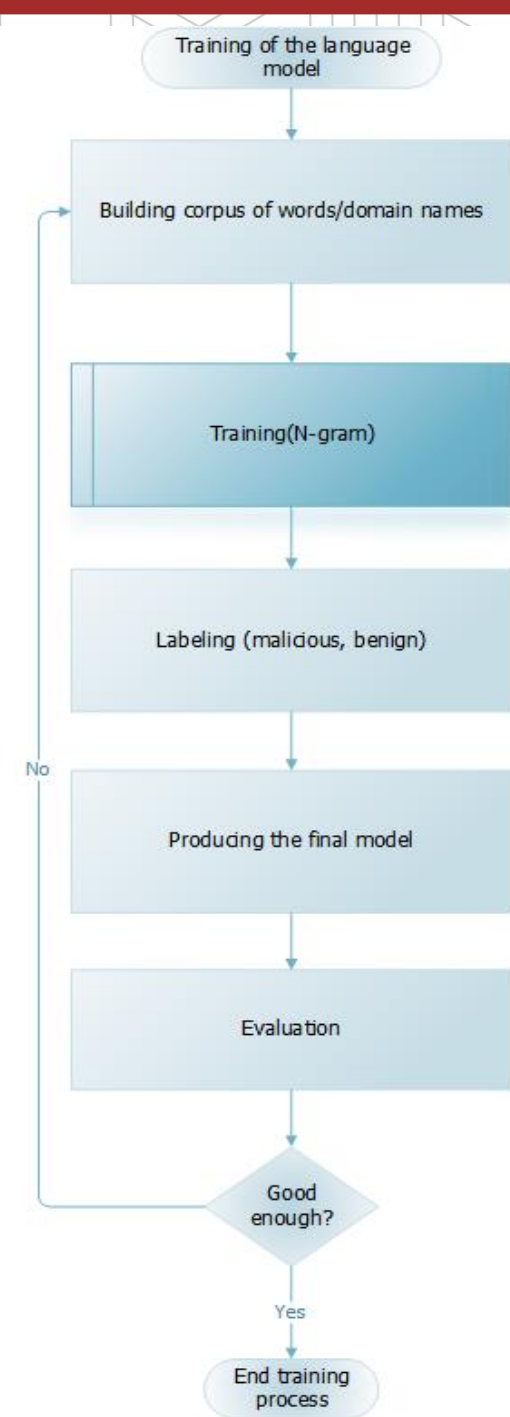 Training of the language
model
Building corpus of words/domain names
Training(N-gram)
Labeling (malicious, benign)
No
Producing the final model
Evaluation
Good
enough?
Yes
End training
process